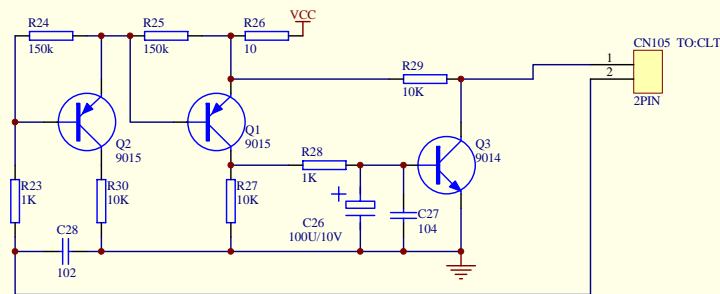 R24
150k
R25
150k
R26
10
VCC
CN105 TO:CLT
1
2
2PIN
R29
10K
Q2
9015
Q1
9015
Q3
9014
R28
1K
R23
1K
R30
10K
R27
10K
C28
102
C26
100U/10V
C27
104